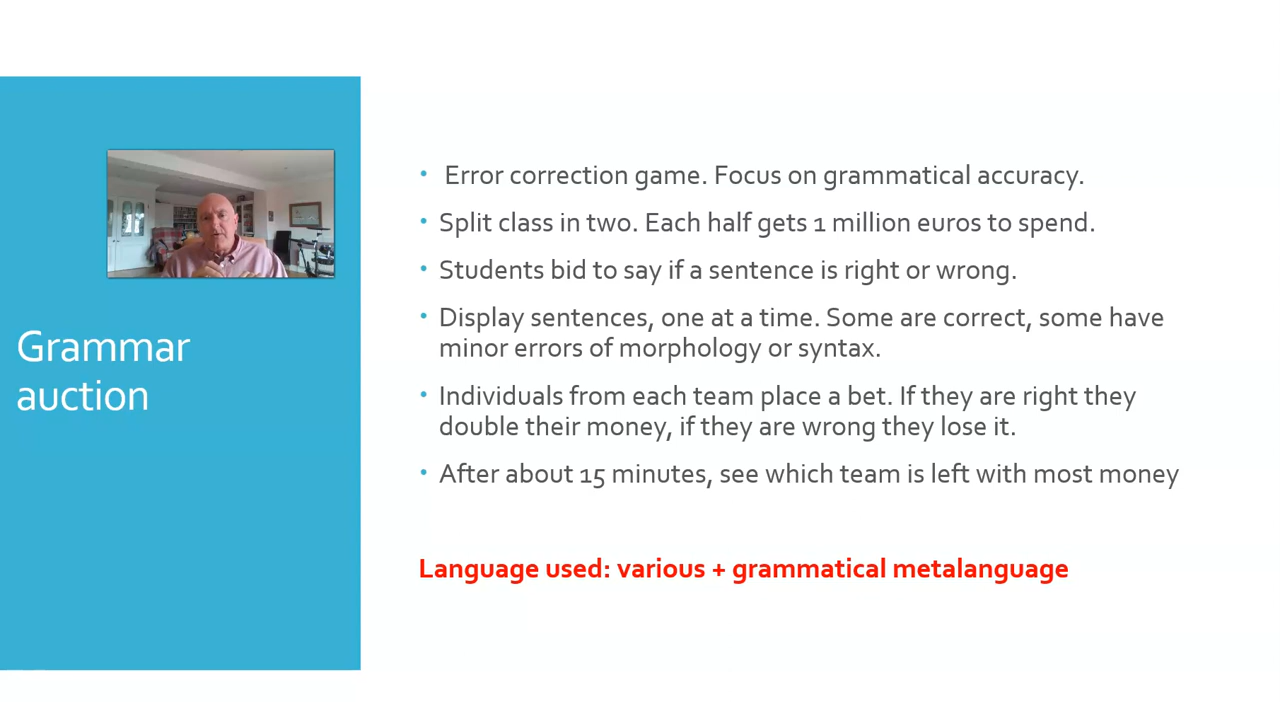 Grammar
auction
Error correction game. Focus on grammatical accuracy.
Split class in two. Each half gets 1 million euros to spend.
Students bid to say if a sentence is right or wrong.
Display sentences, one at a time. Some are correct, some have
minor errors of morphology or syntax.
Individuals from each team place a bet. If they are right they
double their money, if they are wrong they lose it.
After about 15 minutes, see which team is left with most money
Language used: various + grammatical metalanguage